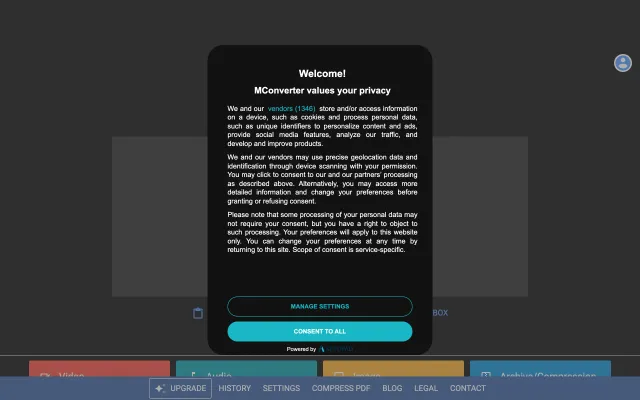 Welcome!
MConverter values your privacy
We and our vendors (1346) store and/or access information
on a device, such as cookies and process personal data,
such as unique identifiers to personalize content and ads,
provide social media features, analyze our traffic, and
develop and improve products.
We and our vendors may use precise geolocation data and
identification through device scanning with your permission.
You may click to consent to our and our partners' processing
as described above. Alternatively, you may access more
detailed information and change your preferences before
granting or refusing consent.
Please note that some processing of your personal data may
not require your consent, but you have a right to object to
such processing. Your preferences will apply to this website
only. You can change your preferences at any time by
returning to this site. Scope of consent is service-specific.
MANAGE SETTINGS
BOX
CONSENT TO ALL
Powered by
Video Audio Image Archive/Compression
UPGRADE HISTORY SETTINGS COMPRESS PDF BLOG LEGAL CONTACT